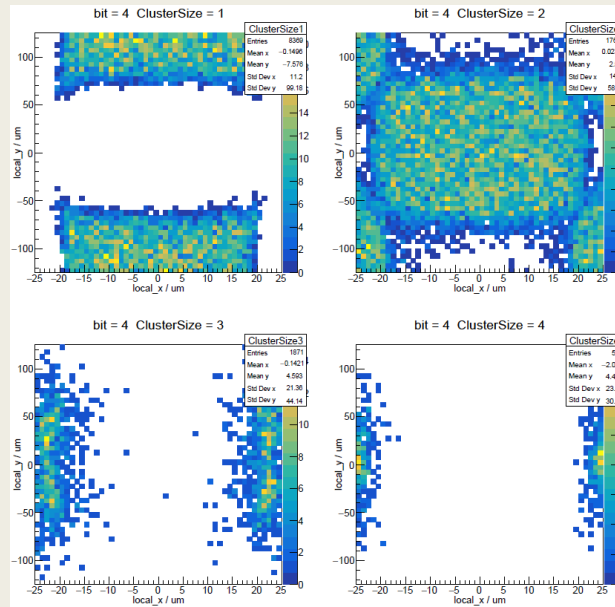 bit = 4 ClusterSize = 1
ClusterSize1
Entries 8369
Mean x −0.1496
Mean y −7.576
Std Dev x 11.2
Std Dev y 99.18
local_y / um
100
50
0
−50
−100
−25 −20 −15 −10 −5 0 5 10 15 20 25
local_x / um
14
12
10
8
6
4
2
0
bit = 4 ClusterSize = 2
Entries
Mean x
Mean y
Std Dev x
Std Dev y
local_y / um
100
50
0
−50
−100
−25 −20 −15 −10 −5 0 5 10 15 20 25
local_x / um
bit = 4 ClusterSize = 3
ClusterSize3
Entries 1871
Mean x −0.1421
Mean y 4.593
Std Dev x 21.36
Std Dev y 44.14
local_y / um
100
50
0
−50
−100
−25 −20 −15 −10 −5 0 5 10 15 20 25
local_x / um
10
8
6
4
2
0
bit = 4 ClusterSize = 4
Entries
Mean x
Mean y
Std Dev x
Std Dev y
local_y / um
100
50
0
−50
−100
−25 −20 −15 −10 −5 0 5 10 15 20 25
local_x / um